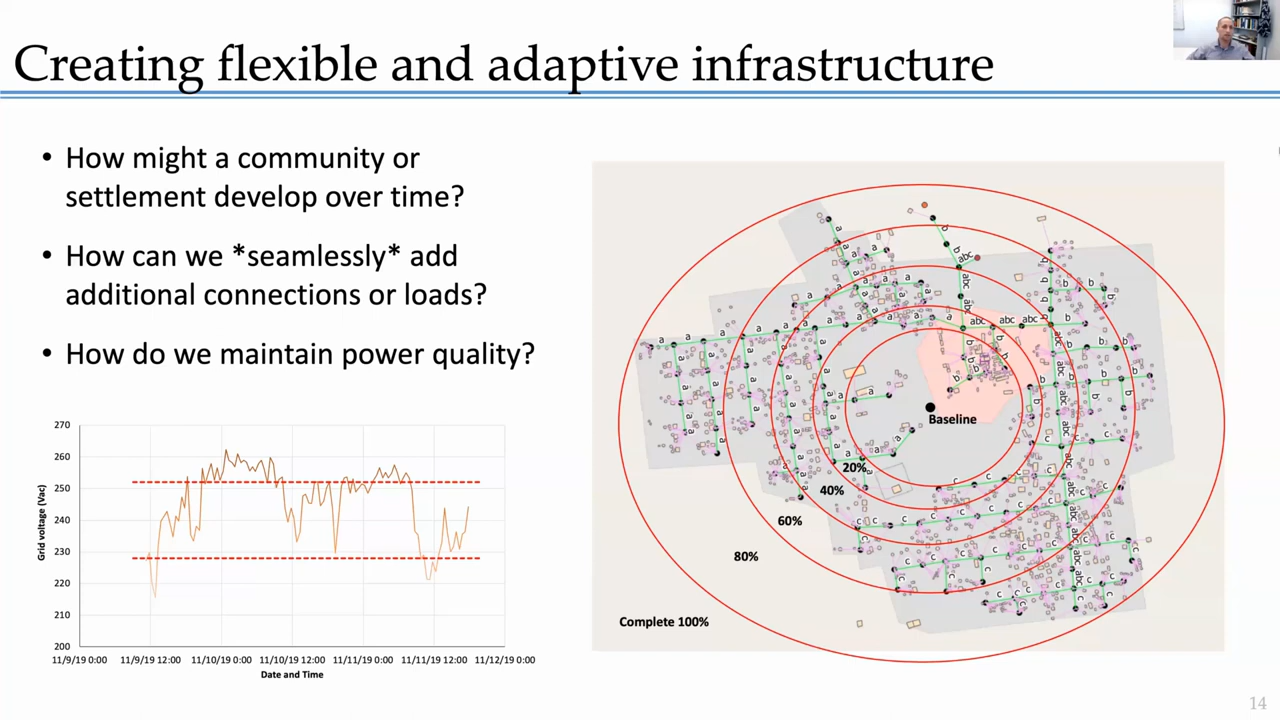 Creating flexible and adaptive infrastructure
• How might a community or
settlement develop over time?
• How can we *seamlessly* add
additional connections or loads?
• How do we maintain power quality?
270
260
250
240
230
220
210
200
Grid voltage (Vac)
11/9/19 0:00
11/9/19 12:00
11/10/19 0:00
11/10/19 12:00
11/11/19 0:00
11/11/19 12:00
11/12/19 0:00
Date and Time
Baseline
20%
40%
60%
80%
Complete 100%
a a a a a a a
abc abc abc b
c c c c
14